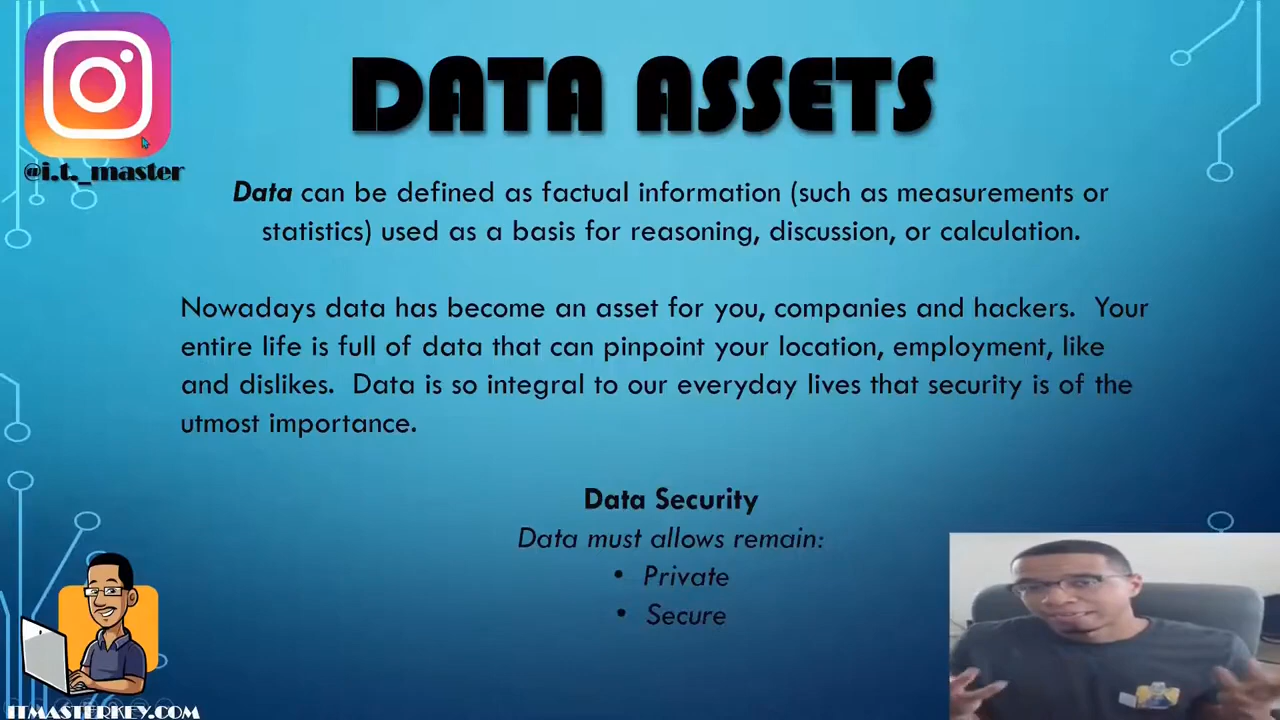 DATA ASSETS
@i.t._master
Data can be defined as factual information (such as measurements or
statistics) used as a basis for reasoning, discussion, or calculation.
Nowadays data has become an asset for you, companies and hackers. Your
entire life is full of data that can pinpoint your location, employment, like
and dislikes. Data is so integral to our everyday lives that security is of the
utmost importance.
Data Security
Data must allows remain:
• Private
• Secure
ITMASTERKEY.COM